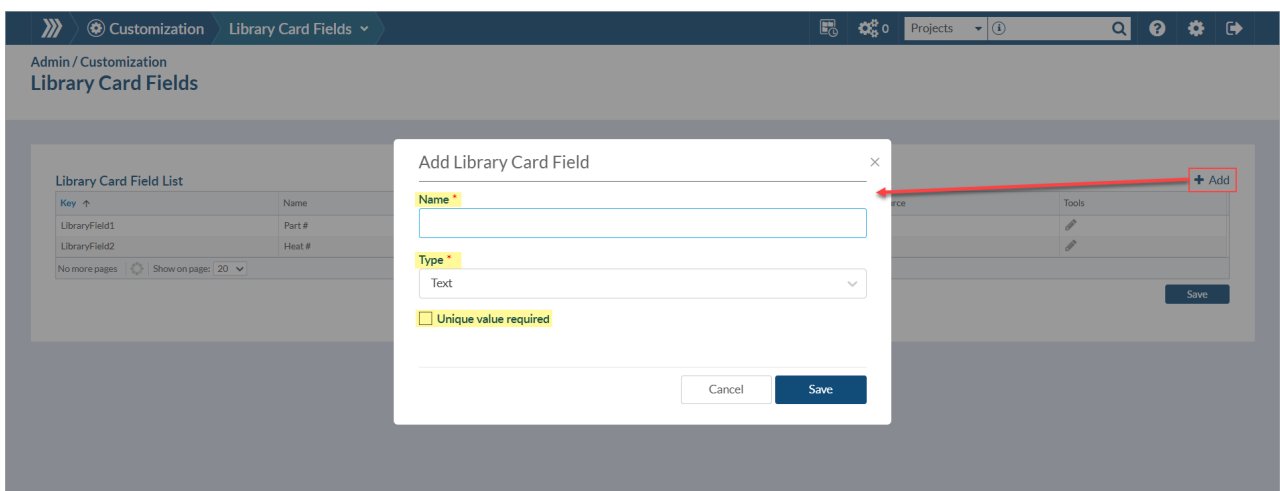 Customization Library Card Fields 0 Projects
Admin / Customization
Library Card Fields
Add Library Card Field
Library Card Field List
+ Add
Key Name rce Tools
Name *
LibraryField1 Part #
LibraryField2 Heat #
No more pages Show on page: 20
Type *
Text
Save
Unique value required
Cancel Save